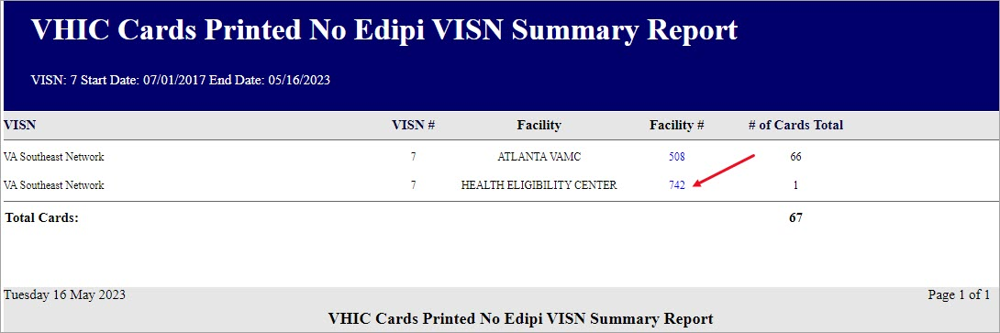 VHIC Cards Printed No Edipi VISN Summary Report
VISN: 7 Start Date: 07/01/2017 End Date: 05/16/2023
VISN VISN # Facility Facility # # of Cards Total
VA Southeast Network 7 ATLANTA VAMC 508 66
VA Southeast Network 7 HEALTH ELIGIBILITY CENTER 742 1
Total Cards: 67
Tuesday 16 May 2023 Page 1 of 1
VHIC Cards Printed No Edipi VISN Summary Report